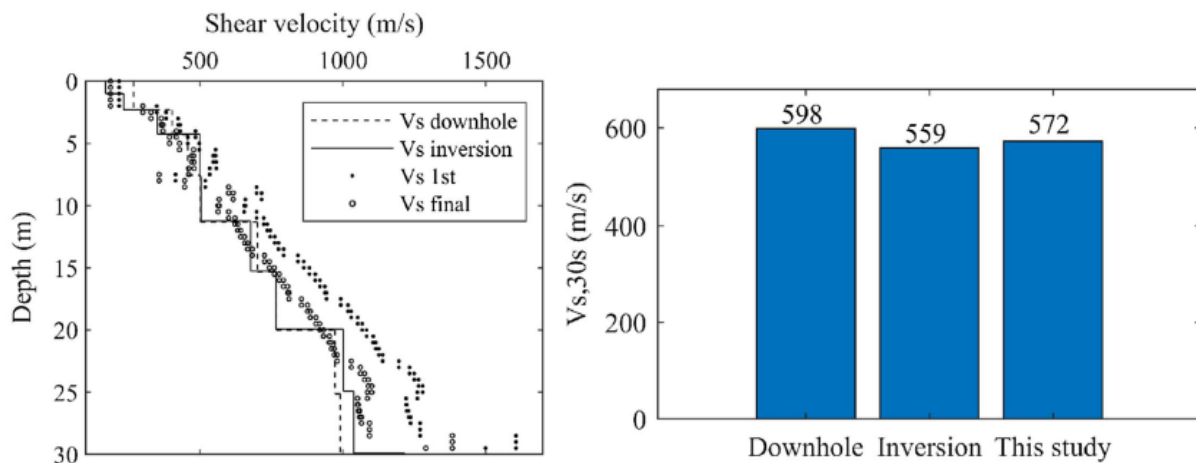 Shear velocity (m/s)
500 1000 1500
0
5
10
15
20
25
30
Depth (m)
Vs downhole
Vs inversion
Vs 1st
Vs final
Vs,30s (m/s)
600
400
200
0
598
559
572
Downhole Inversion This study